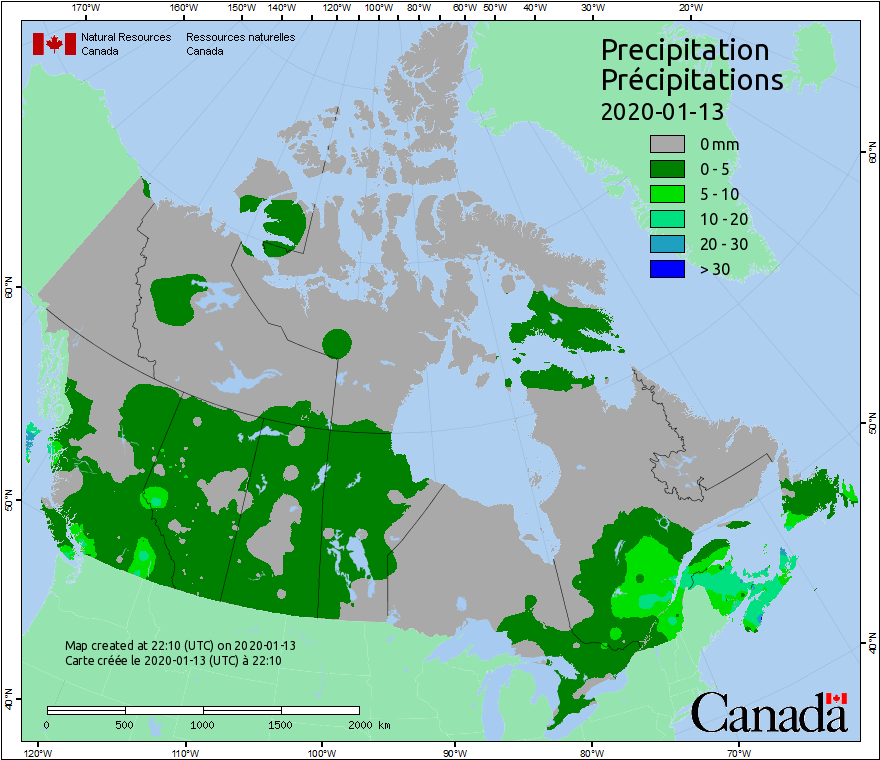 170°W 160°W 150°W 140°W 130°W 120°W 110°W 100°W 90°W 80°W 70°W 60°W 50°W 40°W 30°W 20°W
Natural Resources Canada
Ressources naturelles Canada
Precipitation
Précipitations
2020-01-13
0 mm
0 - 5
5 - 10
10 - 20
20 - 30
> 30
60°N
60°N
50°N
50°N
40°N
40°N
Map created at 22:10 (UTC) on 2020-01-13
Carte créée le 2020-01-13 (UTC) à 22:10
0 500 1000 1500 2000 km
Canada
120°W 110°W 100°W 90°W 80°W 70°W